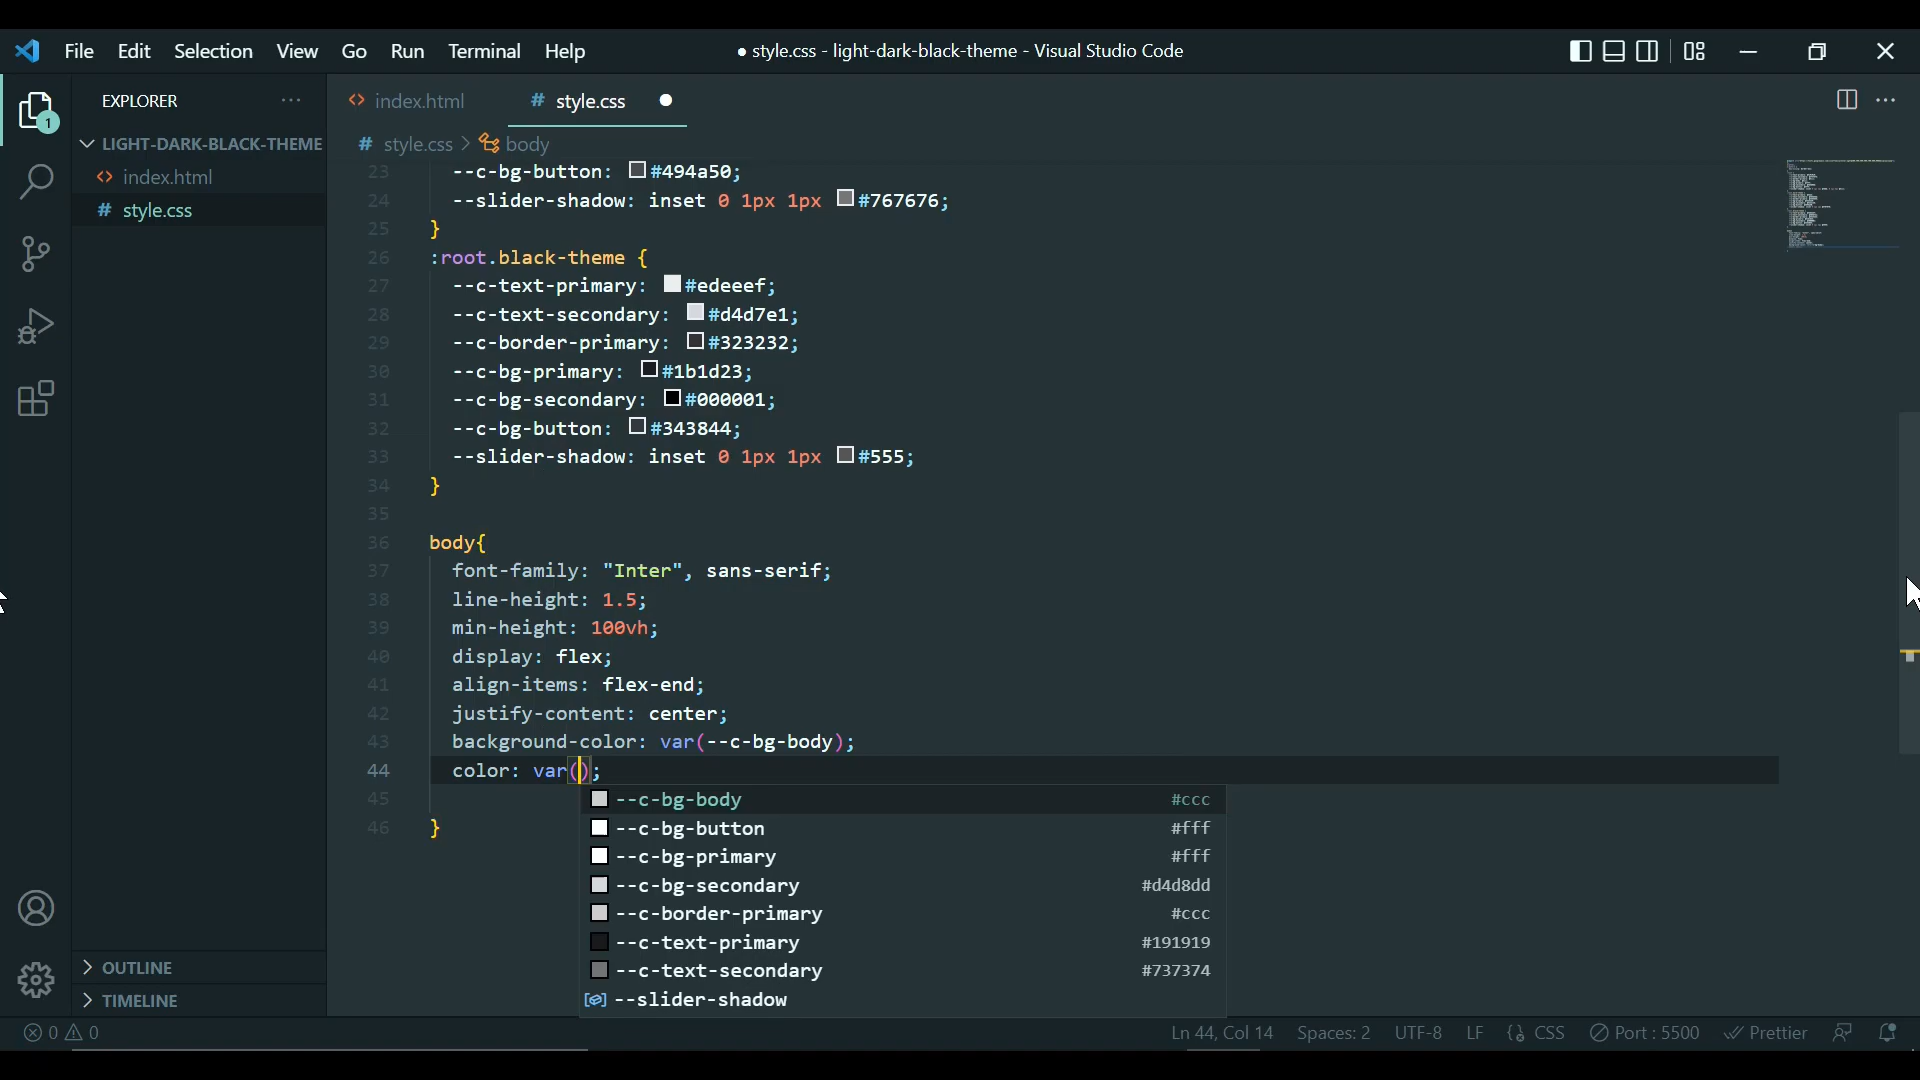 File Edit Selection View Go Run Terminal Help
● style.css - light-dark-black-theme - Visual Studio Code
EXPLORER ...
1
LIGHT-DARK-BLACK-THEME
<> index.html
# style.css
OUTLINE
TIMELINE
<> index.html
# style.css ●
# style.css > body
23 --c-bg-button: #494a50;
24 --slider-shadow: inset 0 1px 1px #767676;
25 }
26 :root.black-theme {
27 --c-text-primary: #edeeef;
28 --c-text-secondary: #d4d7e1;
29 --c-border-primary: #323232;
30 --c-bg-primary: #1b1d23;
31 --c-bg-secondary: #000001;
32 --c-bg-button: #343844;
33 --slider-shadow: inset 0 1px 1px #555;
34 }
35
36 body{
37 font-family: "Inter", sans-serif;
38 line-height: 1.5;
39 min-height: 100vh;
40 display: flex;
41 align-items: flex-end;
42 justify-content: center;
43 background-color: var(--c-bg-body);
44 color: var();
45
46 }
--c-bg-body #ccc
--c-bg-button #fff
--c-bg-primary #fff
--c-bg-secondary #d4d8dd
--c-border-primary #ccc
--c-text-primary #191919
--c-text-secondary #737374
--slider-shadow
0 0
Ln 44, Col 14 Spaces: 2 UTF-8 LF {} CSS Port : 5500 Prettier